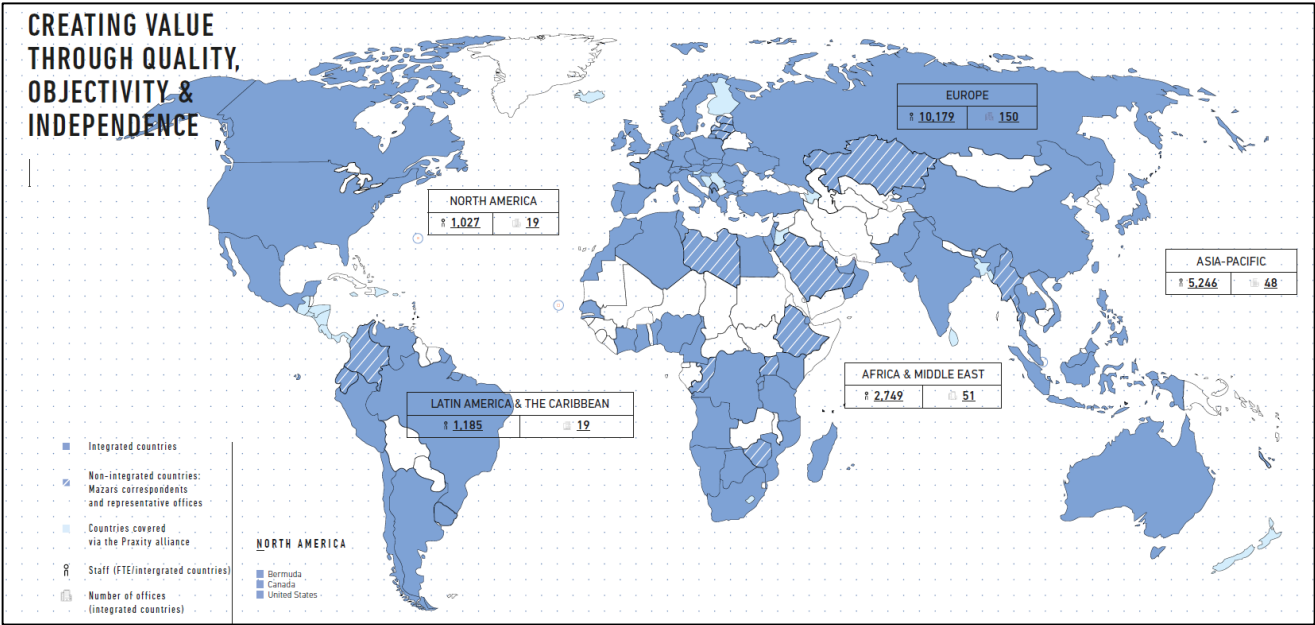 CREATING VALUE
THROUGH QUALITY,
OBJECTIVITY &
INDEPENDENCE
EUROPE
10,179 150
NORTH AMERICA
1,027 19
ASIA-PACIFIC
5,246 48
AFRICA & MIDDLE EAST
2,749 51
LATIN AMERICA & THE CARIBBEAN
1,185 19
Integrated countries
Non-integrated countries:
Mazars correspondents
and representative offices
Countries covered
via the Praxity alliance
Staff (FTE/intergrated countries)
Number of offices
(integrated countries)
NORTH AMERICA
Bermuda
Canada
United States